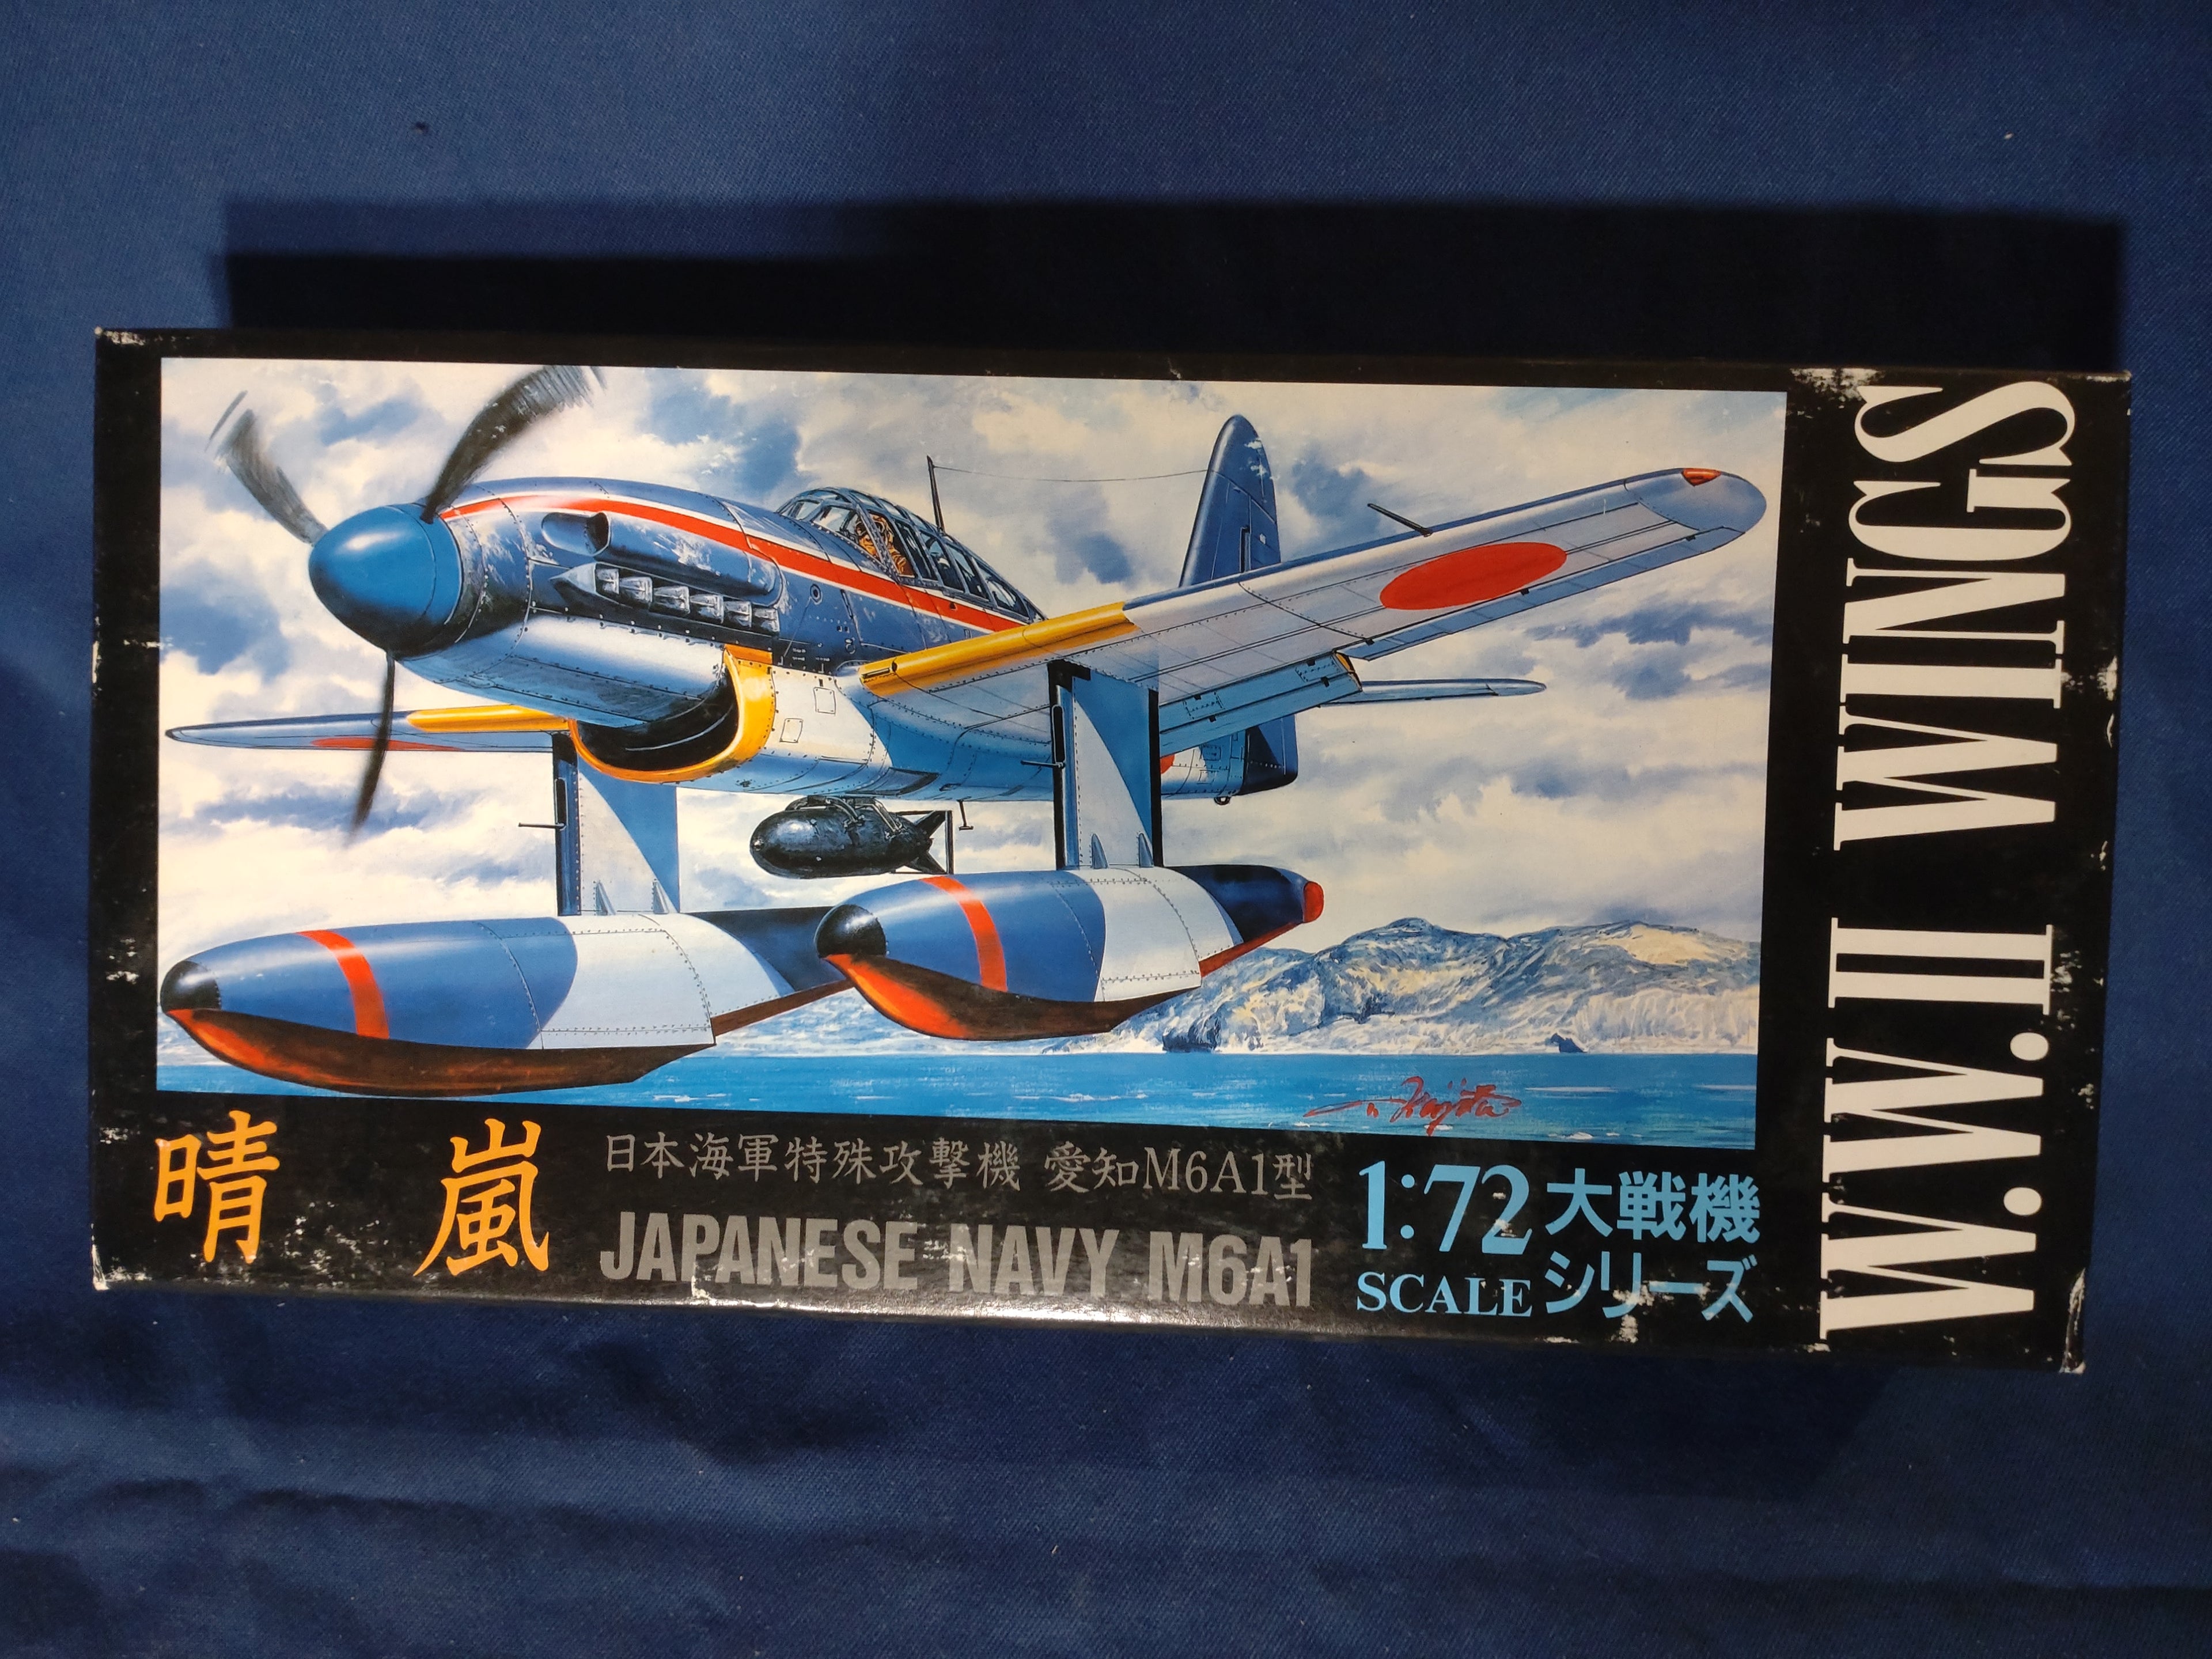 晴嵐
日本海軍特殊攻撃機 愛知M6A1型
JAPANESE NAVY M6A1
1:72 大戦機
SCALE シリーズ
W.W.II WINGS